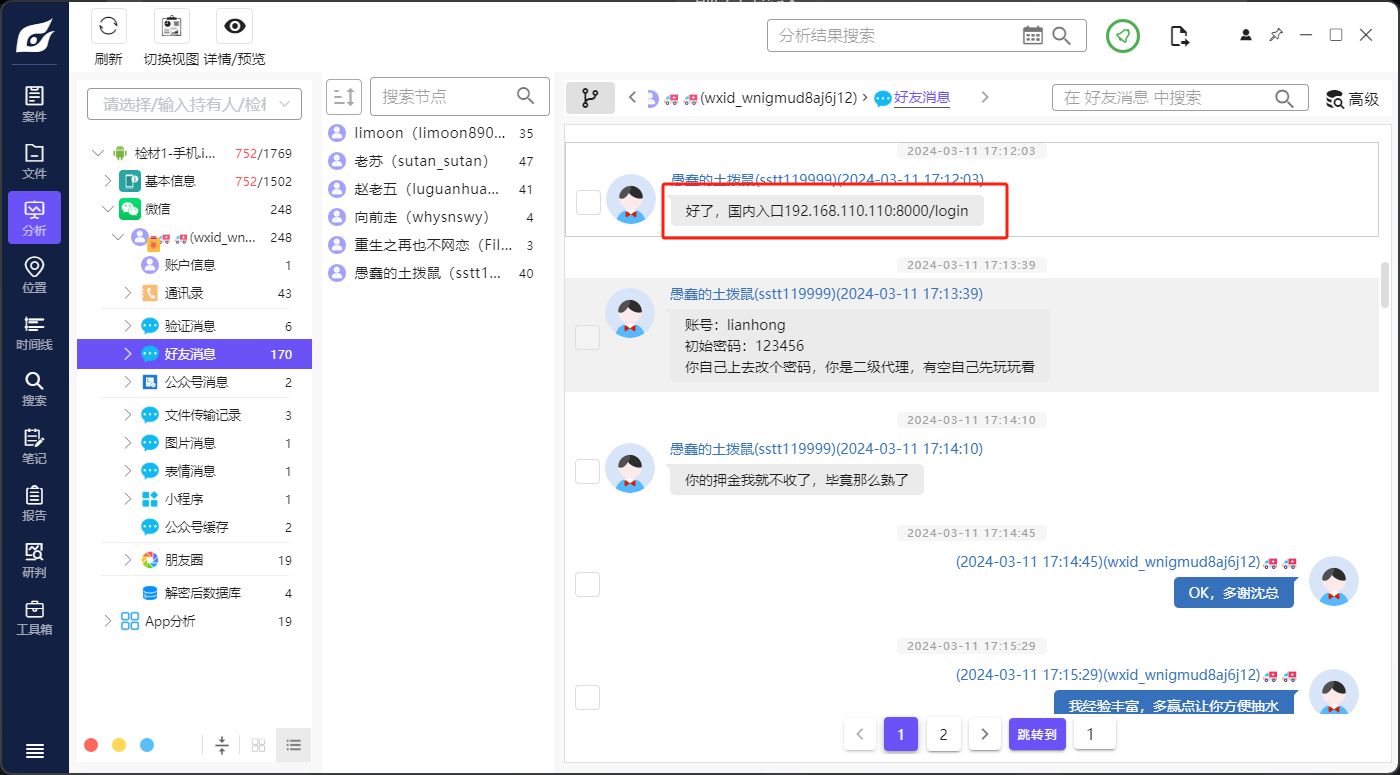 刷新
切换视图
详情/预览
分析结果搜索
案件
文件
分析
位置
时间线
搜索
笔记
报告
研判
工具箱
请选择/输入持有人/检材
检材1-手机.i... 752/1769
基本信息 752/1502
微信 248
(wxid_wn... 248
账户信息 1
通讯录 43
验证消息 6
好友消息 170
公众号消息 2
文件传输记录 3
图片消息 1
表情消息 1
小程序 1
公众号缓存 2
朋友圈 19
解密后数据库 4
App分析 19
搜索节点
limoon（limoon890... 35
老苏（sutan_sutan） 47
赵老五（luguanhua... 41
向前走（whysnswy） 4
重生之再也不网恋（Fil... 3
愚蠢的土拨鼠（sstt1... 40
(wxid_wnigmud8aj6j12) > 好友消息
在 好友消息 中搜索
高级
2024-03-11 17:12:03
愚蠢的土拨鼠(sstt119999)(2024-03-11 17:12:03)
好了，国内入口192.168.110.110:8000/login
2024-03-11 17:13:39
愚蠢的土拨鼠(sstt119999)(2024-03-11 17:13:39)
账号：lianhong
初始密码：123456
你自己上去改个密码，你是二级代理，有空自己先玩玩看
2024-03-11 17:14:10
愚蠢的土拨鼠(sstt119999)(2024-03-11 17:14:10)
你的押金我就不收了，毕竟那么熟了
2024-03-11 17:14:45
(2024-03-11 17:14:45)(wxid_wnigmud8aj6j12)
OK，多谢沈总
2024-03-11 17:15:29
(2024-03-11 17:15:29)(wxid_wnigmud8aj6j12)
我经验丰富，多赢点让你方便抽水
1
2
跳转到
1